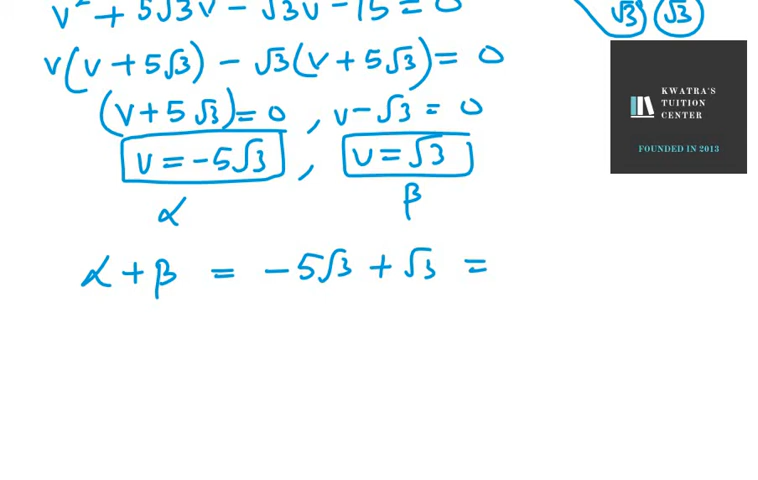 v² + 5√3v - √3v - 15 = 0
√3 √3
v(v + 5√3) - √3(v + 5√3) = 0
(v + 5√3) = 0 , v - √3 = 0
v = -5√3 , v = √3
α β
α + β = -5√3 + √3 =
KWATRA'S
TUITION
CENTER
FOUNDED IN 2013